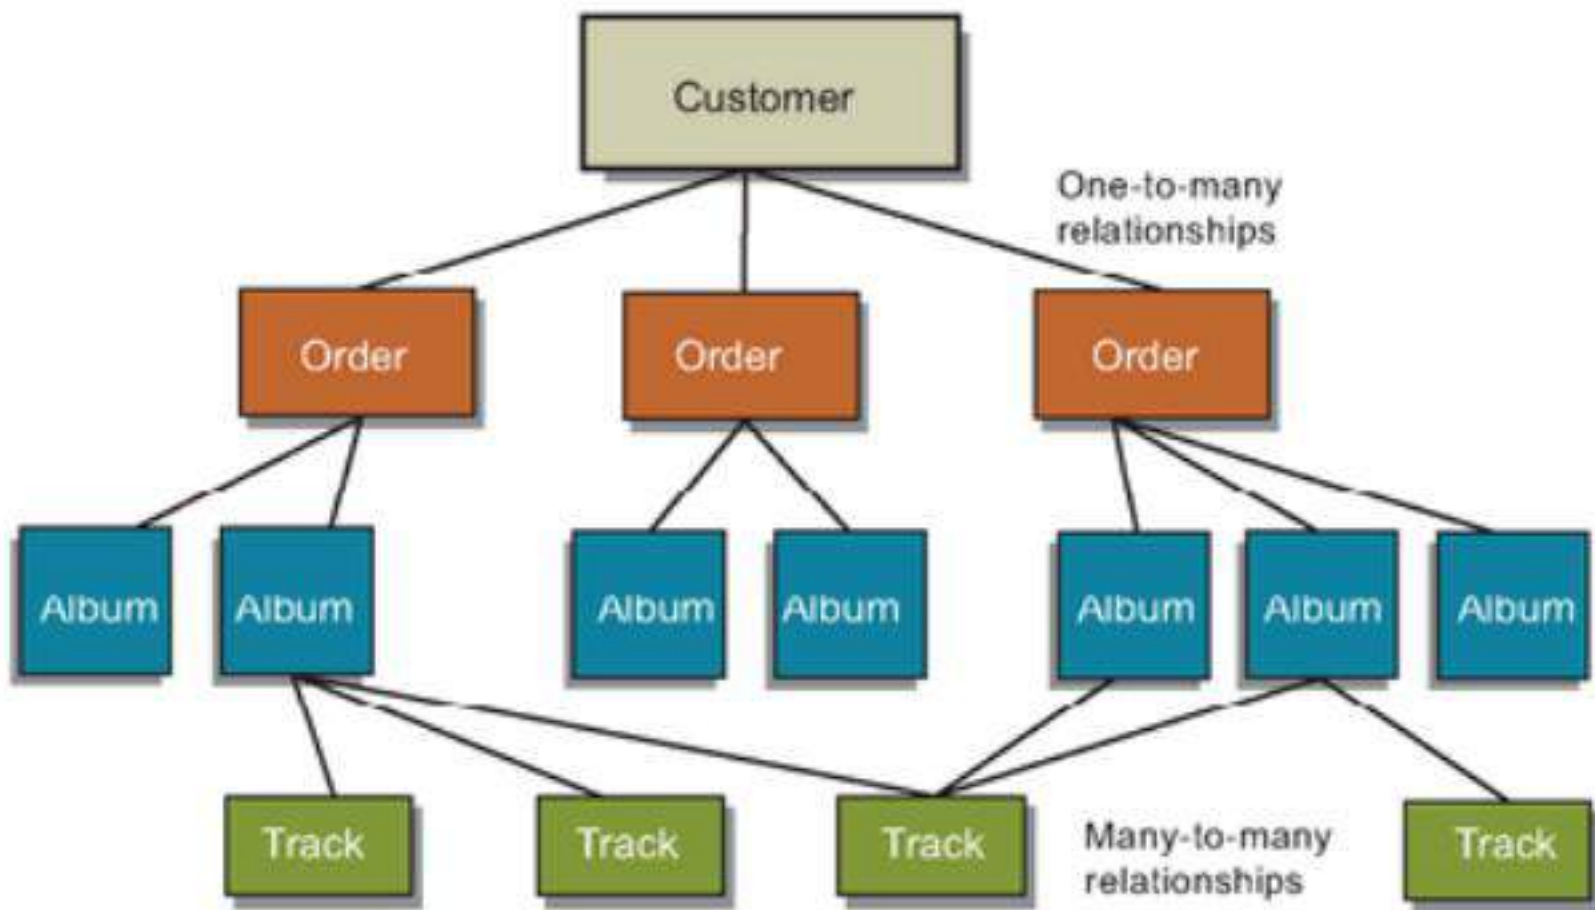 Customer
One-to-many
relationships
Order
Order
Order
Album
Album
Album
Album
Album
Album
Album
Track
Track
Track
Many-to-many
relationships
Track